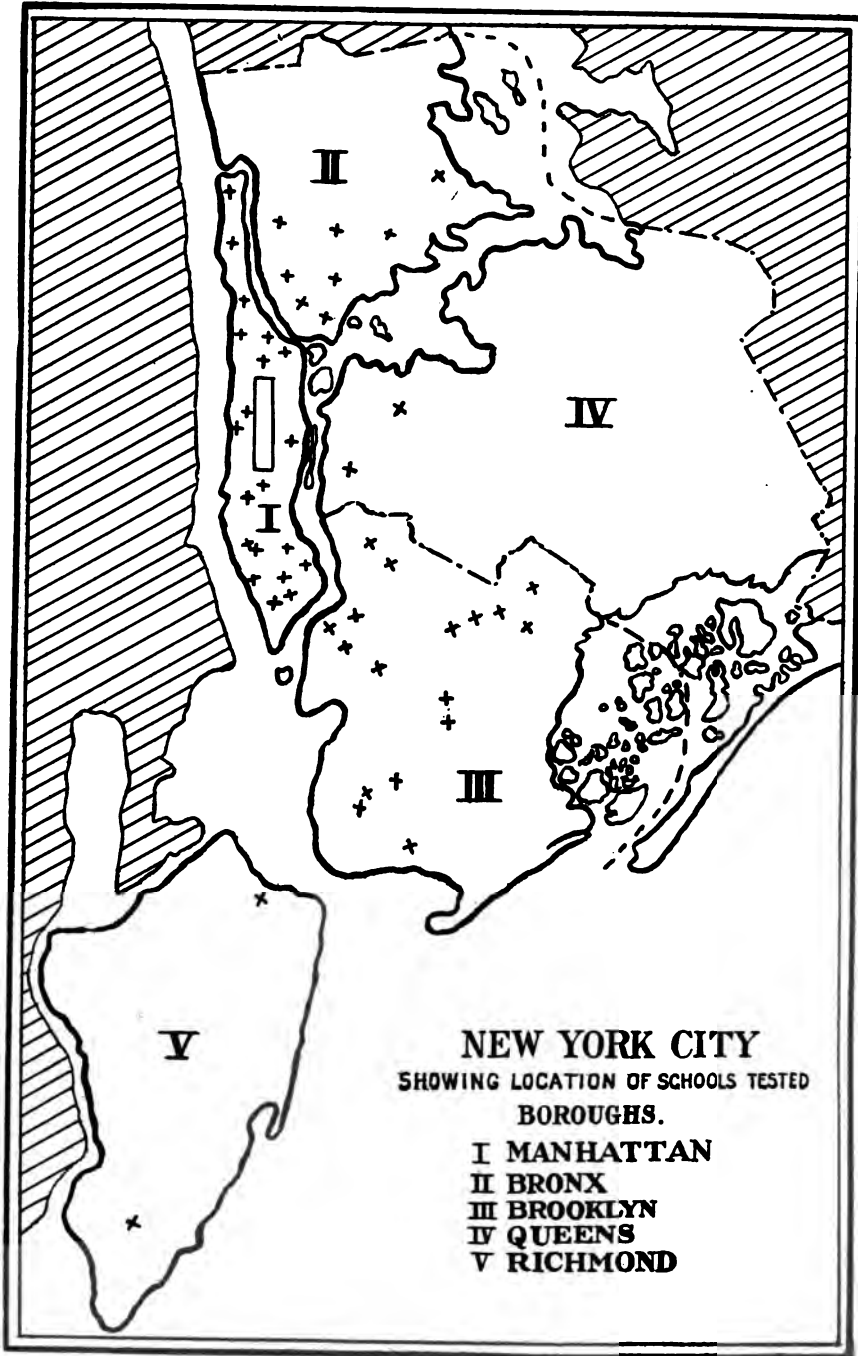 II
IV
I
III
V
NEW YORK CITY
SHOWING LOCATION OF SCHOOLS TESTED
BOROUGHS.
I MANHATTAN
II BRONX
III BROOKLYN
IV QUEENS
V RICHMOND